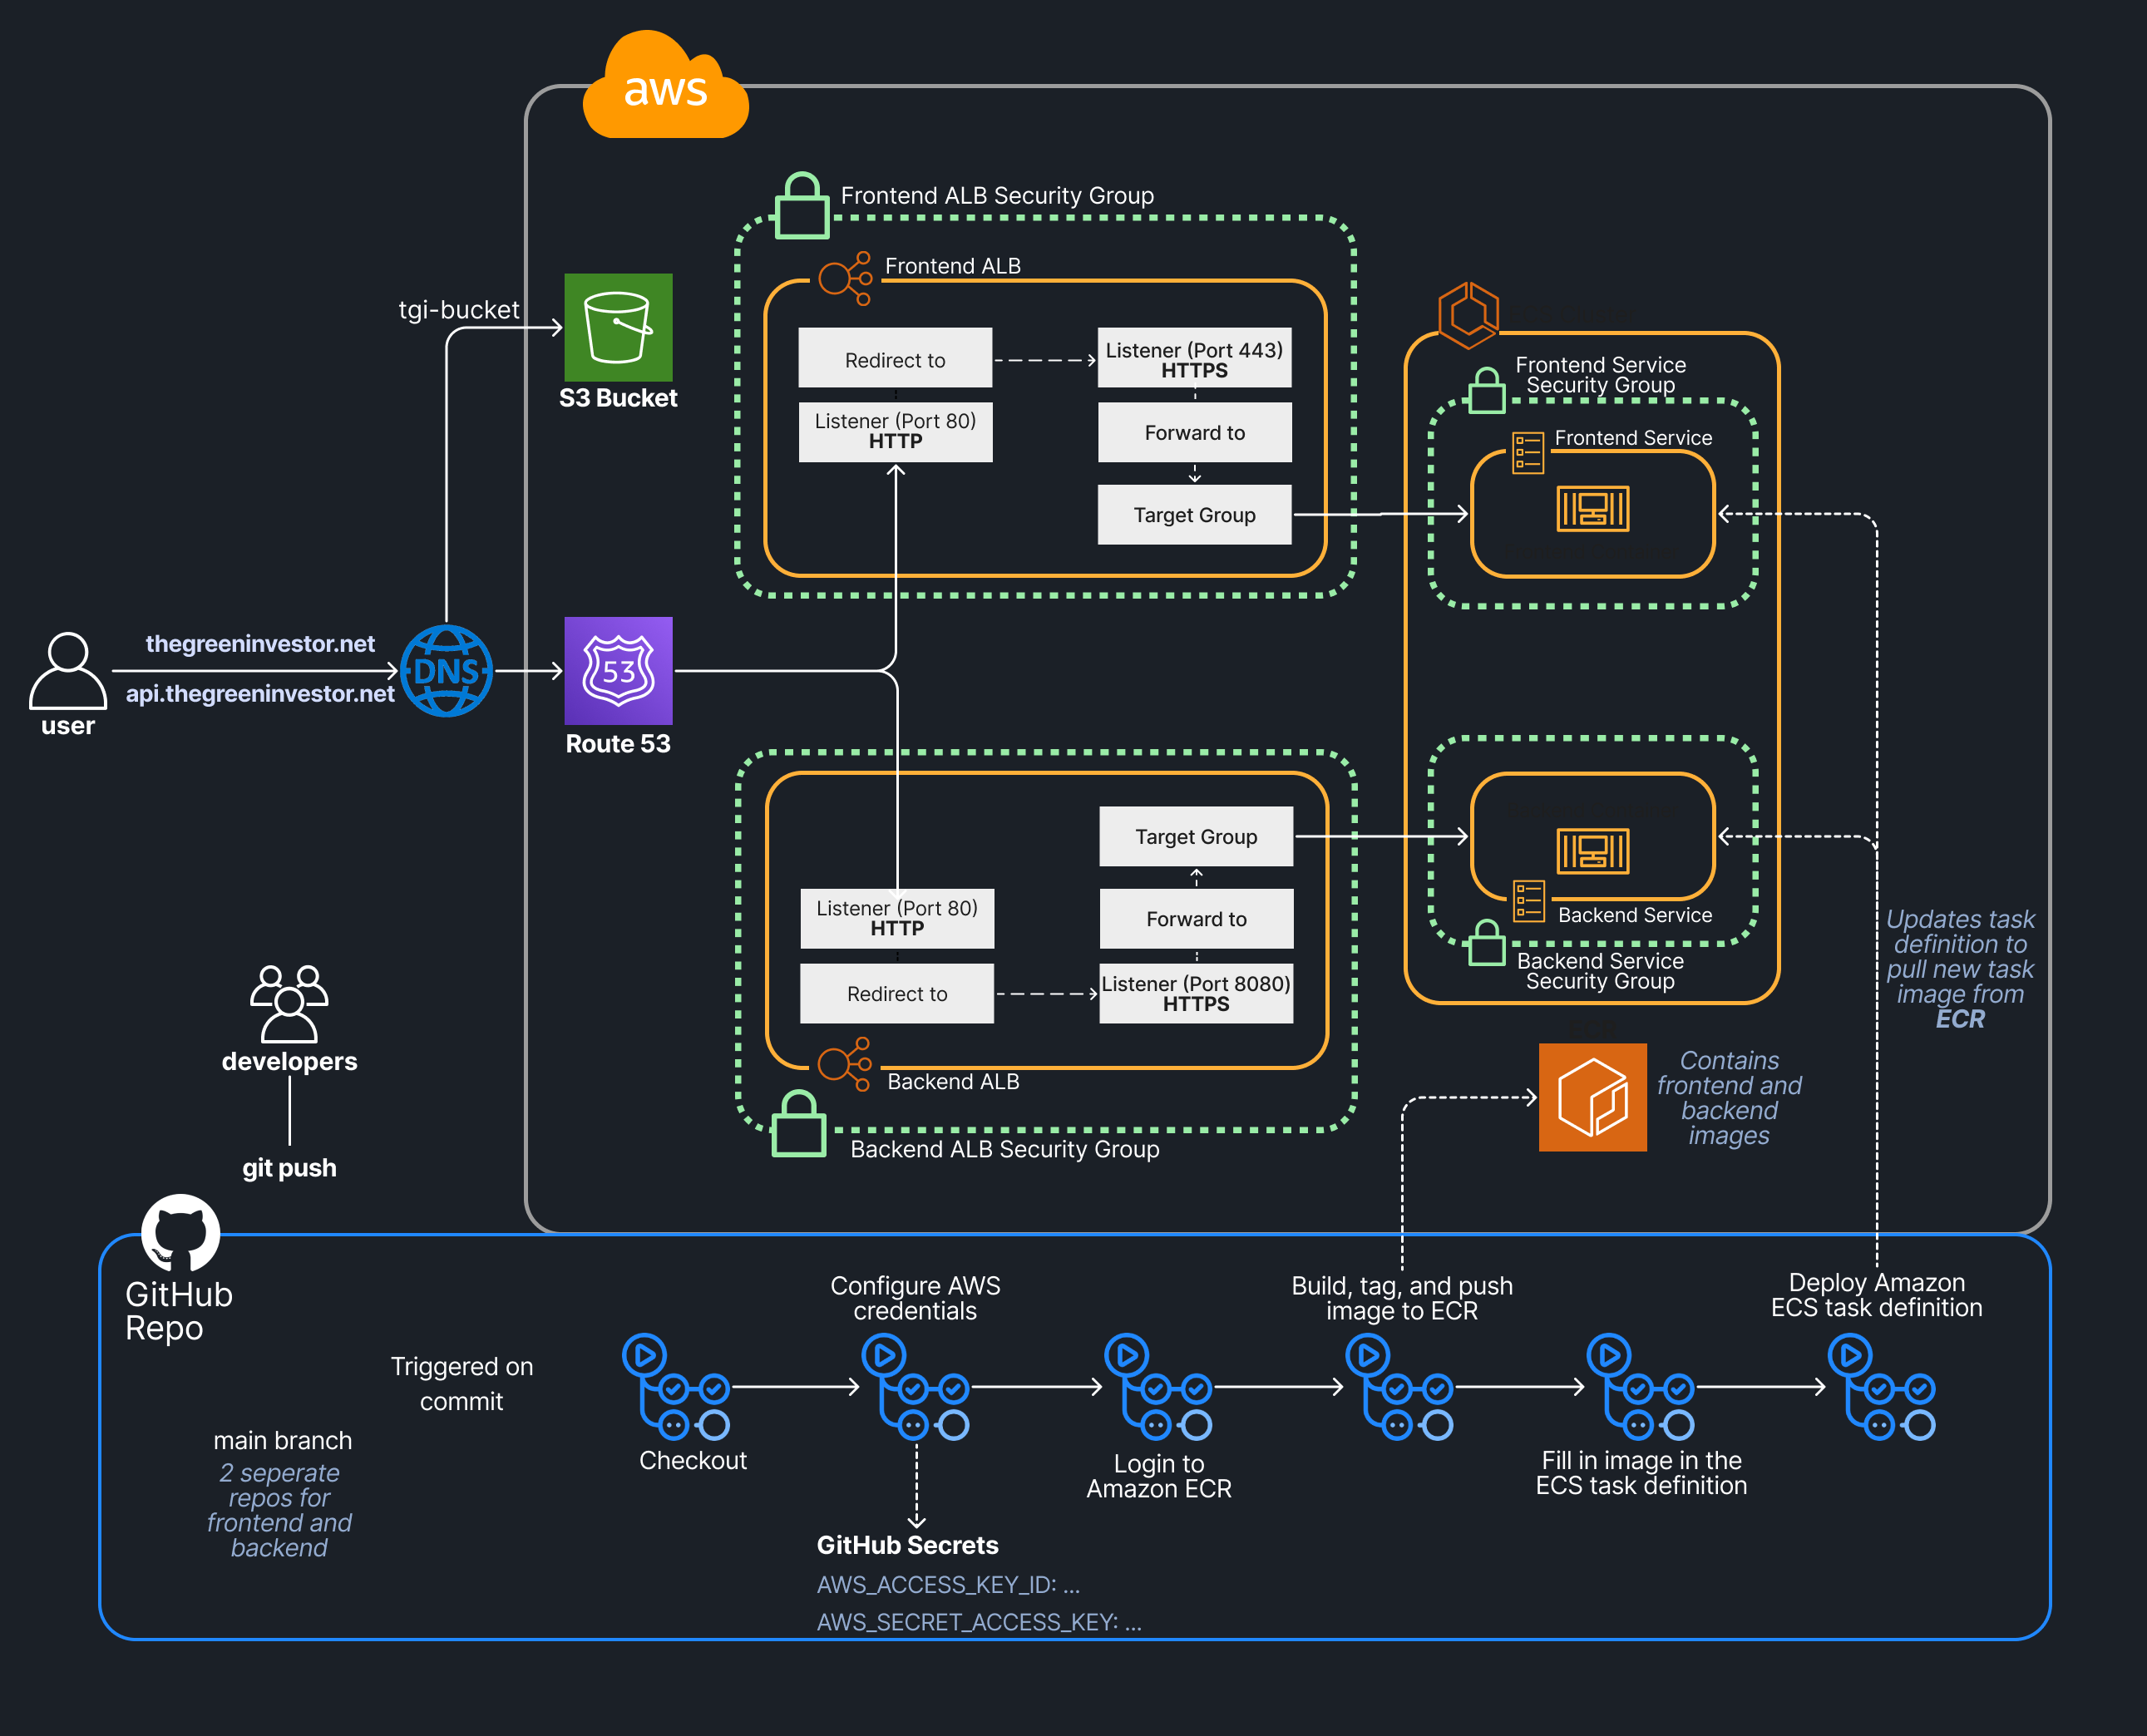 aws
Frontend ALB Security Group
Frontend ALB
tgi-bucket
S3 Bucket
Redirect to
Listener (Port 80)
HTTP
Listener (Port 443)
HTTPS
Forward to
Target Group
Frontend Service
Security Group
Frontend Service
thegreeninvestor.net
api.thegreeninvestor.net
user
DNS
53
Route 53
Target Group
Listener (Port 80)
HTTP
Forward to
Redirect to
Listener (Port 8080)
HTTPS
Backend ALB
Backend ALB Security Group
Backend Service
Backend Service
Security Group
Updates task
definition to
pull new task
image from
ECR
Contains
frontend and
backend
images
developers
git push
GitHub
Repo
Triggered on
commit
main branch
2 seperate
repos for
frontend and
backend
Checkout
Configure AWS
credentials
GitHub Secrets
AWS_ACCESS_KEY_ID: ...
AWS_SECRET_ACCESS_KEY: ...
Login to
Amazon ECR
Build, tag, and push
image to ECR
Fill in image in the
ECS task definition
Deploy Amazon
ECS task definition